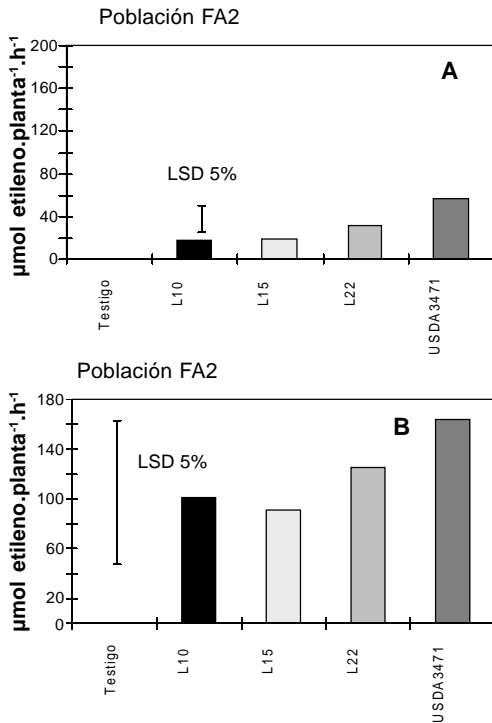 Población FA2
A
µmol etileno.planta⁻¹.h⁻¹
200
160
120
80
40
0
LSD 5%
Testigo
L10
L15
L22
USDA3471
Población FA2
B
µmol etileno.planta⁻¹.h⁻¹
180
140
100
60
20
0
LSD 5%
Testigo
L10
L15
L22
USDA3471